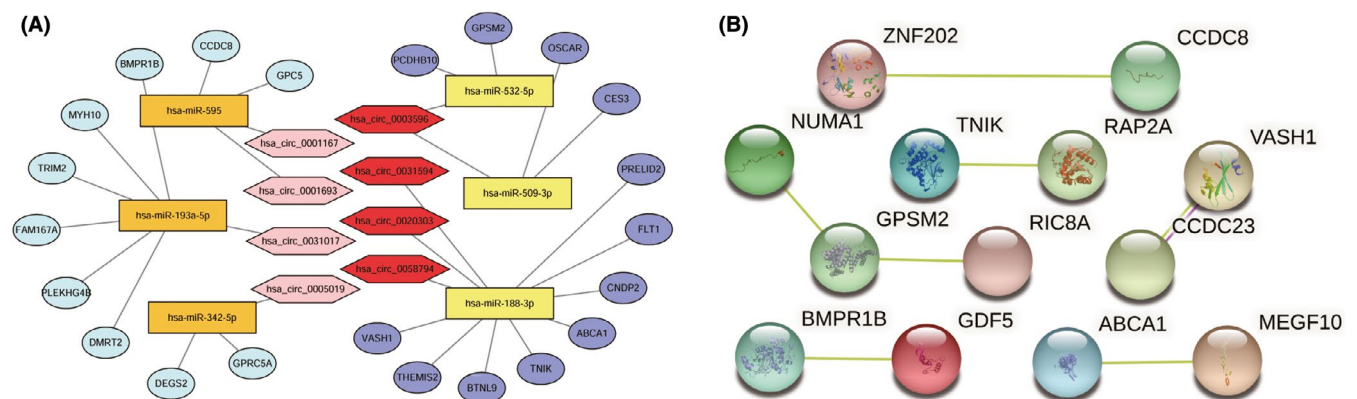 (A)
CCDC8
BMPR1B
GPC5
MYH10
hsa-miR-595
TRIM2
hsa-miR-193a-5p
FAM167A
PLEKHG4B
hsa-miR-342-5p
DMRT2
GPRC5A
DEGS2
hsa_circ_0001167
hsa_circ_0001693
hsa_circ_0031017
hsa_circ_0005019
hsa_circ_0003596
hsa_circ_0031594
hsa_circ_0020303
hsa_circ_0058794
GPSM2
OSCAR
PCDHB10
hsa-miR-532-5p
CES3
hsa-miR-509-3p
PRELID2
FLT1
hsa-miR-188-3p
CNDP2
ABCA1
VASH1
TNIK
THEMIS2
BTNL9
(B)
ZNF202
CCDC8
NUMA1
TNIK
RAP2A
VASH1
GPSM2
RIC8A
CCDC23
BMPR1B
GDF5
ABCA1
MEGF10